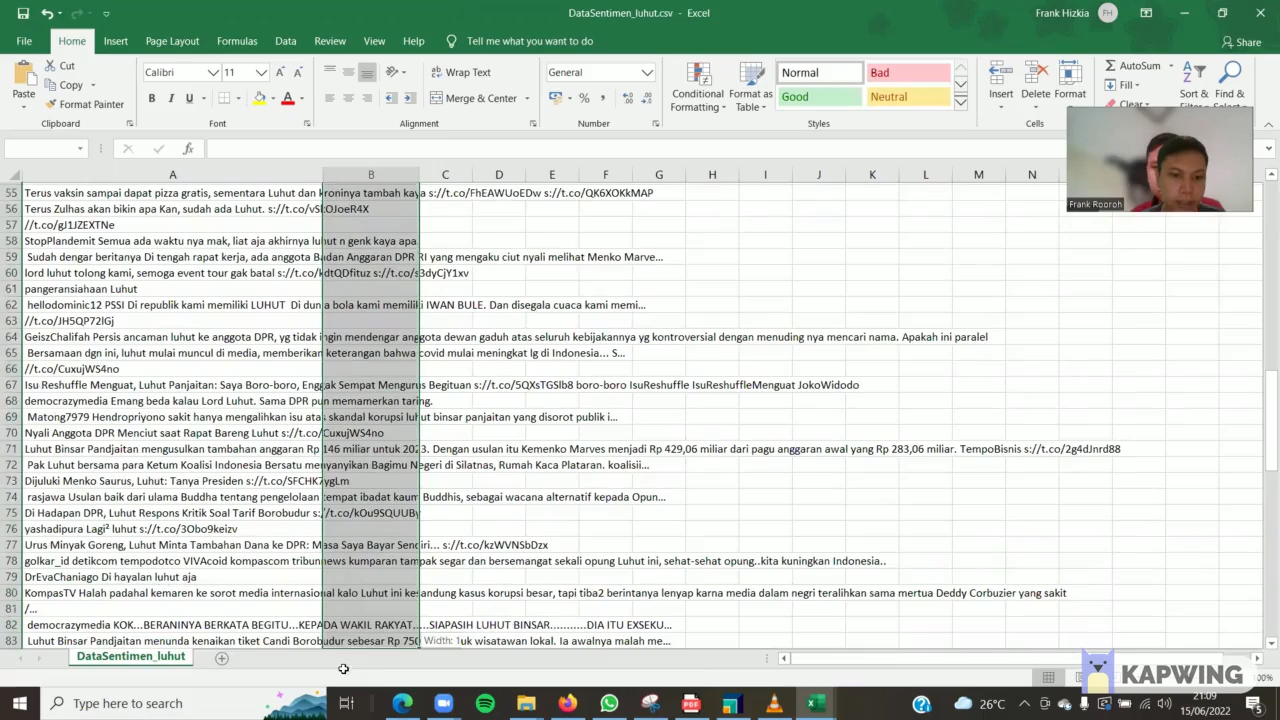 DataSentimen_luhut.csv - Excel
Frank Hizkia FH
File Home Insert Page Layout Formulas Data Review View Help Tell me what you want to do Share
Paste
Cut
Copy
Format Painter
Calibri 11
B I U
A
Wrap Text
Merge & Center
General
%
Conditional
Formatting
Format as
Table
Normal Bad
Good Neutral
Insert Delete Format
AutoSum
Fill
Clear
Sort & Find &
Clipboard Font Alignment Number Styles Cells
fx
Frank Rooroh
A B C D E F G H I J K L M N
55 Terus vaksin sampai dapat pizza gratis, sementara Luhut dan kroninya tambah kaya s://t.co/FhEAWUoEDw s://t.co/QK6XOKkMAP
56 Terus Zulhas akan bikin apa Kan, sudah ada Luhut.
57 //t.co/gJ1JZEXTNe
58 StopPlandemit Semua ada waktu nya mak, liat aja akhirnya luhut n genk kaya apa.
59 Sudah dengar beritanya Di tengah rapat kerja, ada anggota Badan Anggaran DPR RI yang mengaku ciut nyali melihat Menko Marve...
60 lord luhut tolong kami, semoga event tour gak batal s://t.co/kdtQDfituz s://t.co/s3dyCjY1xv
61 pangeransiahaan Luhut
62 hellodominic12 PSSI Di republik kami memiliki LUHUT Di dunia bola kami memiliki IWAN BULE. Dan disegala cuaca kami memi...
63 //t.co/JH5QP72lGj
64 GeiszChalifah Persis ancaman luhut ke anggota DPR, yg tidak ingin mendengar anggota dewan gaduh atas seluruh kebijakannya yg kontroversial dengan menuding nya mencari nama. Apakah ini paralel
65 Bersamaan dgn ini, luhut mulai muncul di media, memberikan keterangan bahwa covid mulai meningkat lg di Indonesia... S...
66 //t.co/CuxujWS4no
67 Isu Reshuffle Menguat, Luhut Panjaitan: Saya Boro-boro, Enggak Sempat Mengurus Begituan s://t.co/5QXsTGSlb8 boro-boro IsuReshuffle IsuReshuffleMenguat JokoWidodo
68 democrazymedia Emang beda kalau Lord Luhut. Sama DPR pun memamerkan taring.
69 Matong7979 Hendropriyono sakit hanya mengalihkan isu atas skandal korupsi luhut binsar panjaitan yang disorot publik i...
70 Nyali Anggota DPR Menciut saat Rapat Bareng Luhut s://t.co/CuxujWS4no
71 Luhut Binsar Pandjaitan mengusulkan tambahan anggaran Rp 146 miliar untuk 2023. Dengan usulan itu Kemenko Marves menjadi Rp 429,06 miliar dari pagu anggaran awal yang Rp 283,06 miliar. TempoBisnis s://t.co/2g4dJnrd88
72 Pak Luhut bersama para Ketum Koalisi Indonesia Bersatu menyanyikan Bagimu Negeri di Silatnas, Rumah Kaca Plataran. koalisii...
73 Dijuluki Menko Saurus, Luhut: Tanya Presiden s://t.co/SFCHK7ygLm
74 rasjawa Usulan baik dari ulama Buddha tentang pengelolaan tempat ibadat kaum Buddhis, sebagai wacana alternatif kepada Opun...
75 Di Hadapan DPR, Luhut Respons Kritik Soal Tarif Borobudur s://t.co/kOu9SQUUBy
76 yashadipura Lagi² luhut s://t.co/3Obo9keizv
77 Urus Minyak Goreng, Luhut Minta Tambahan Dana ke DPR: Masa Saya Bayar Sendiri... s://t.co/kzWVNSbDzx
78 golkar_id detikcom tempodotco VIVAcoid kompascom tribunnews kumparan tampak segar dan bersemangat sekali opung Luhut ini, sehat-sehat opung..kita kuningkan Indonesia..
79 DrEvaChaniago Di hayalan luhut aja
80 KompasTV Halah padahal kemaren ke sorot media internasional kalo Luhut ini kesandung kasus korupsi besar, tapi tiba2 berintanya lenyap karna media dalam negri teralihkan sama mertua Deddy Corbuzier yang sakit
81 /...
82 democrazymedia KOK...BERANINYA BERKATA BEGITU...KEPADA WAKIL RAKYAT.....SIAPASIH LUHUT BINSAR..........DIA ITU EXSEKU...
83 Luhut Binsar Pandjaitan menunda kenaikan tiket Candi Borobudur sebesar Rp 750 Width: 1 uk wisatawan lokal. Ia awalnya malah me...
DataSentimen_luhut
KAPWING
Type here to search
26°C
21:09
15/06/2022